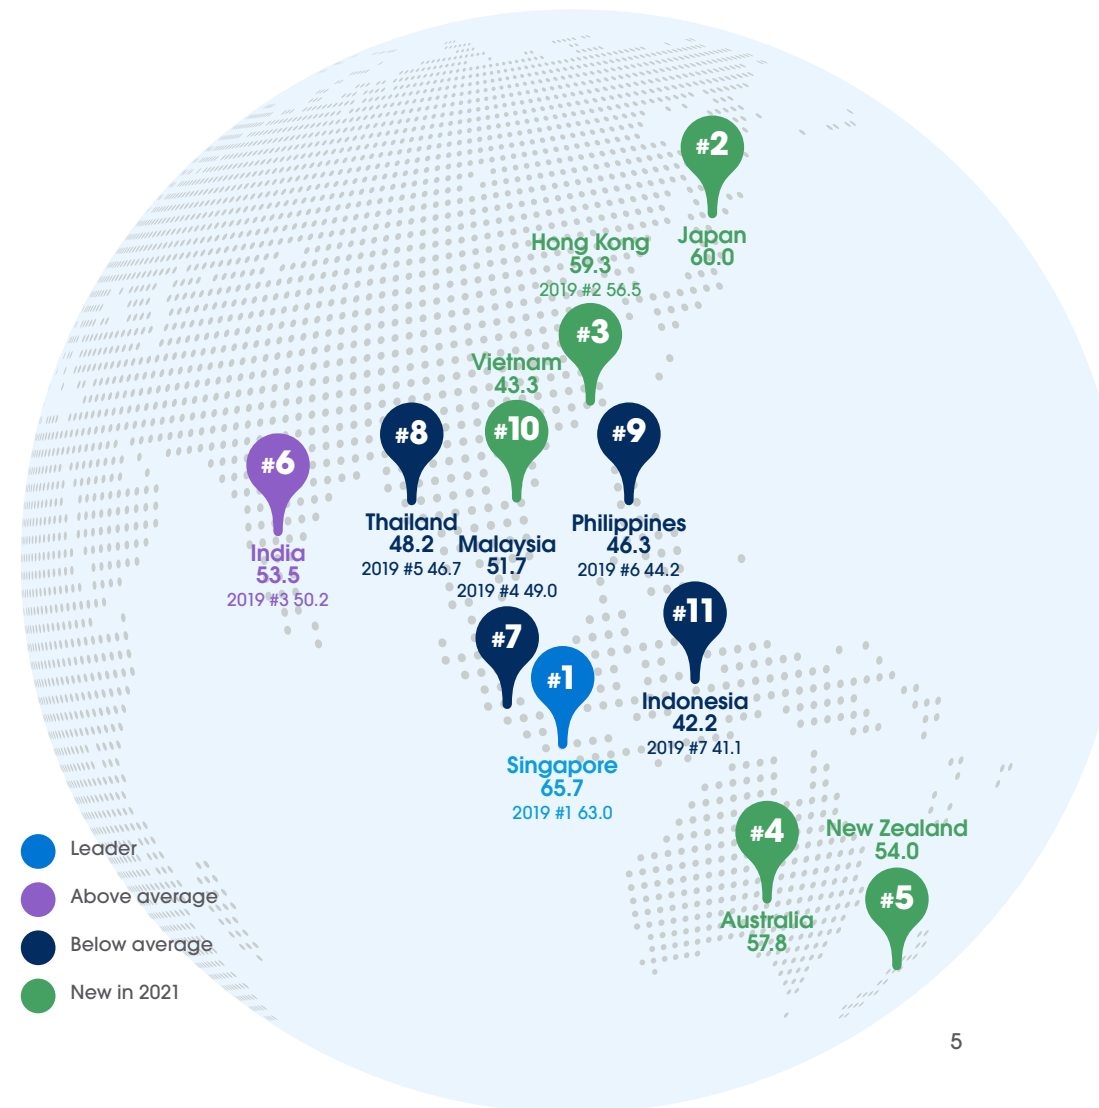 #2
Japan
60.0
Hong Kong
59.3
2019 #2 56.5
#3
Vietnam
43.3
#10
#8
Thailand
48.2
2019 #5 46.7
#9
Philippines
46.3
2019 #6 44.2
#6
India
53.5
2019 #3 50.2
Malaysia
51.7
2019 #4 49.0
#7
#1
Singapore
65.7
2019 #1 63.0
#11
Indonesia
42.2
2019 #7 41.1
#4
Australia
57.8
New Zealand
54.0
#5
Leader
Above average
Below average
New in 2021
5